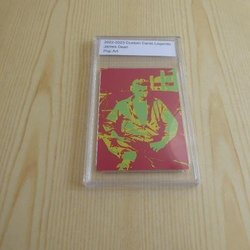 2022-2023 Custom Cards Legends
James Dean
Pop Art